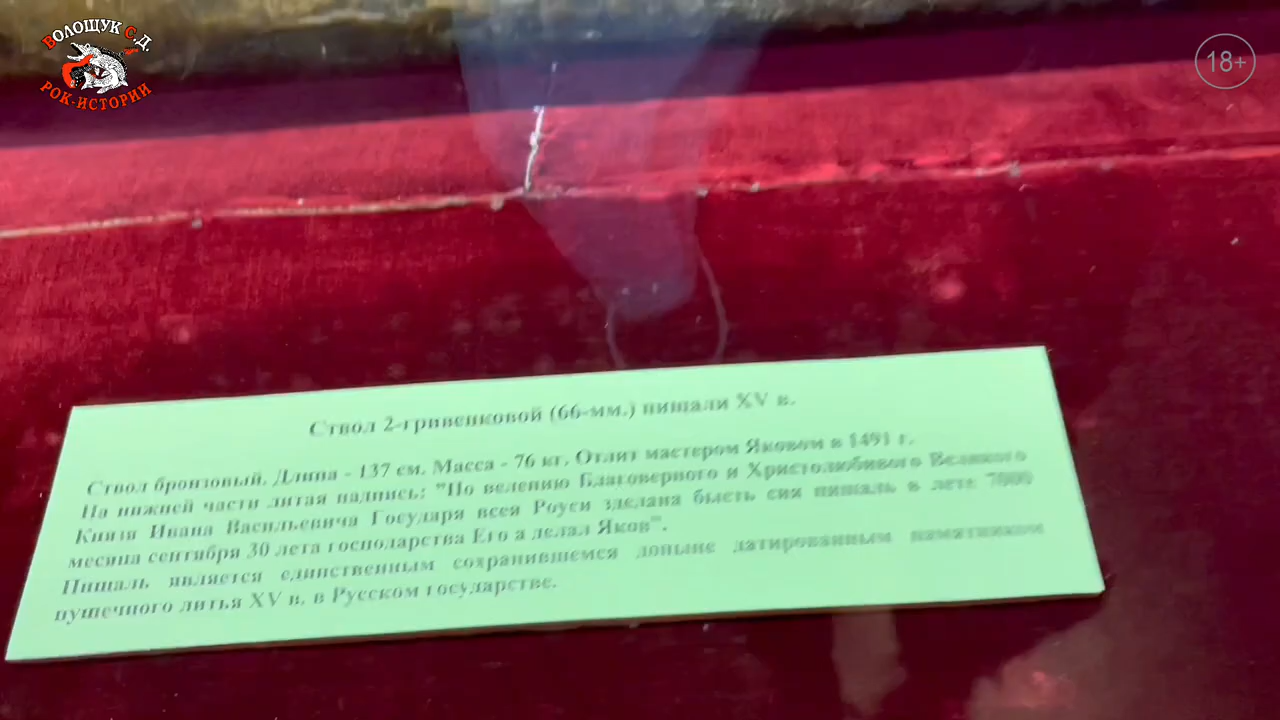 ВОЛОЩУК С.Д.
РОК-ИСТОРИИ
18+
Ствол 2-гривенковой (66-мм.) пищали XV в.
Ствол бронзовый. Длина - 137 см. Масса - 76 кг. Отлит мастером Яковом в 1491 г.
На нижней части литая надпись: "По велению Благоверного и Христолюбивого Великого
Князя Ивана Васильевича Государя всея Роуси зделана бысть сия пищаль в лете 7000
месяца сентября 30 лета господарства Его а делал Яков".
Пищаль является единственным сохранившемся доныне датированным памятником
пушечного литья XV в. в Русском государстве.